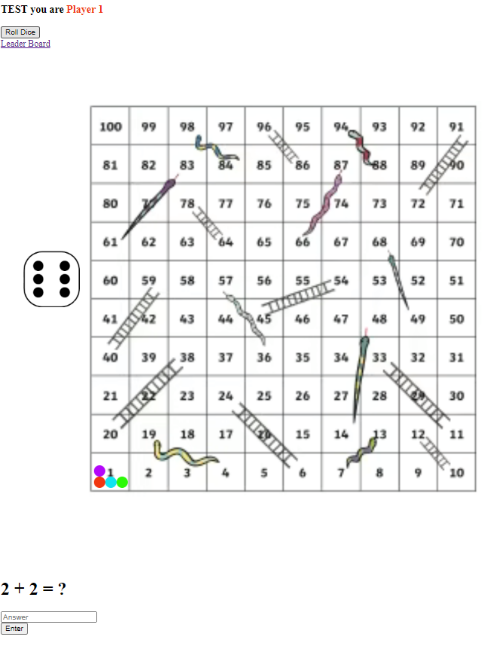 TEST you are Player 1
Roll Dice
Leader Board
100 99 98 97 96 95 94 93 92 91
81 82 83 84 85 86 87 88 89 90
80 79 78 77 76 75 74 73 72 71
61 62 63 64 65 66 67 68 69 70
60 59 58 57 56 55 54 53 52 51
41 42 43 44 45 46 47 48 49 50
40 39 38 37 36 35 34 33 32 31
21 22 23 24 25 26 27 28 29 30
20 19 18 17 16 15 14 13 12 11
1 2 3 4 5 6 7 8 9 10
2 + 2 = ?
Answer
Enter